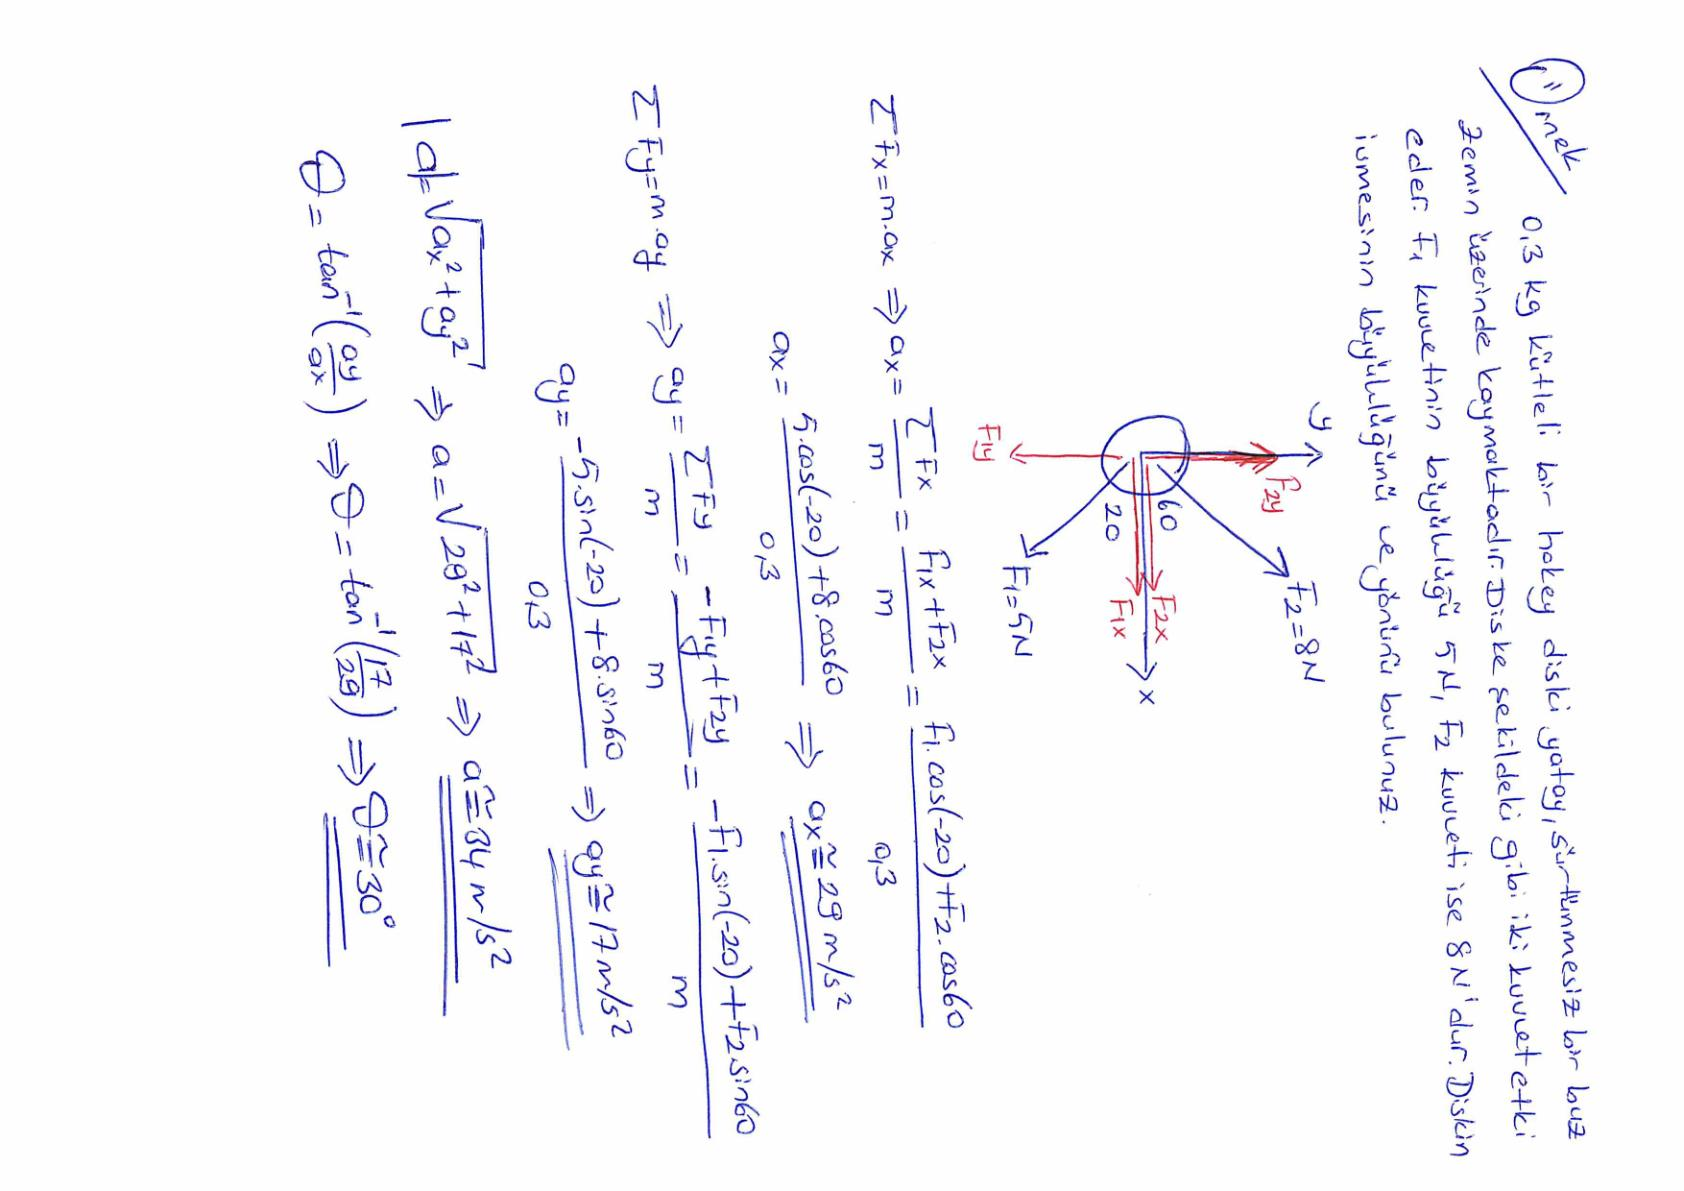 Örnek
0,3 kg kütleli bir hokey diski yatay, sürtünmesiz bir buz
zemin üzerinde kaymaktadır. Diske şekildeki gibi iki kuvvet etki
eder. F1 kuvvetinin büyüklüğü 5N, F2 kuvveti ise 8N'dur. Diskin
ivmesinin büyüklüğünü ve yönünü bulunuz.
y
F2y
F2=8N
60
F2x
x
20
F1x
F1y
F1=5N
ΣFx=m.ax ⇒ ax= ΣFx/m = F1x+F2x/m = F1.cos(-20)+F2.cos60/0,3
ax= 5.cos(-20)+8.cos60/0,3 ⇒ ax≅29 m/s²
ΣFy=m.ay ⇒ ay= ΣFy/m = -F1y+F2y/m = -F1.sin(-20)+F2.sin60/m
ay= -5.sin(-20)+8.sin60/0,3 ⇒ ay≅17m/s²
|a|=√ax²+ay² ⇒ a=√29²+17² ⇒ a≅34 m/s²
θ= tan⁻¹(ay/ax) ⇒ θ= tan⁻¹(17/29) ⇒ θ≅30°